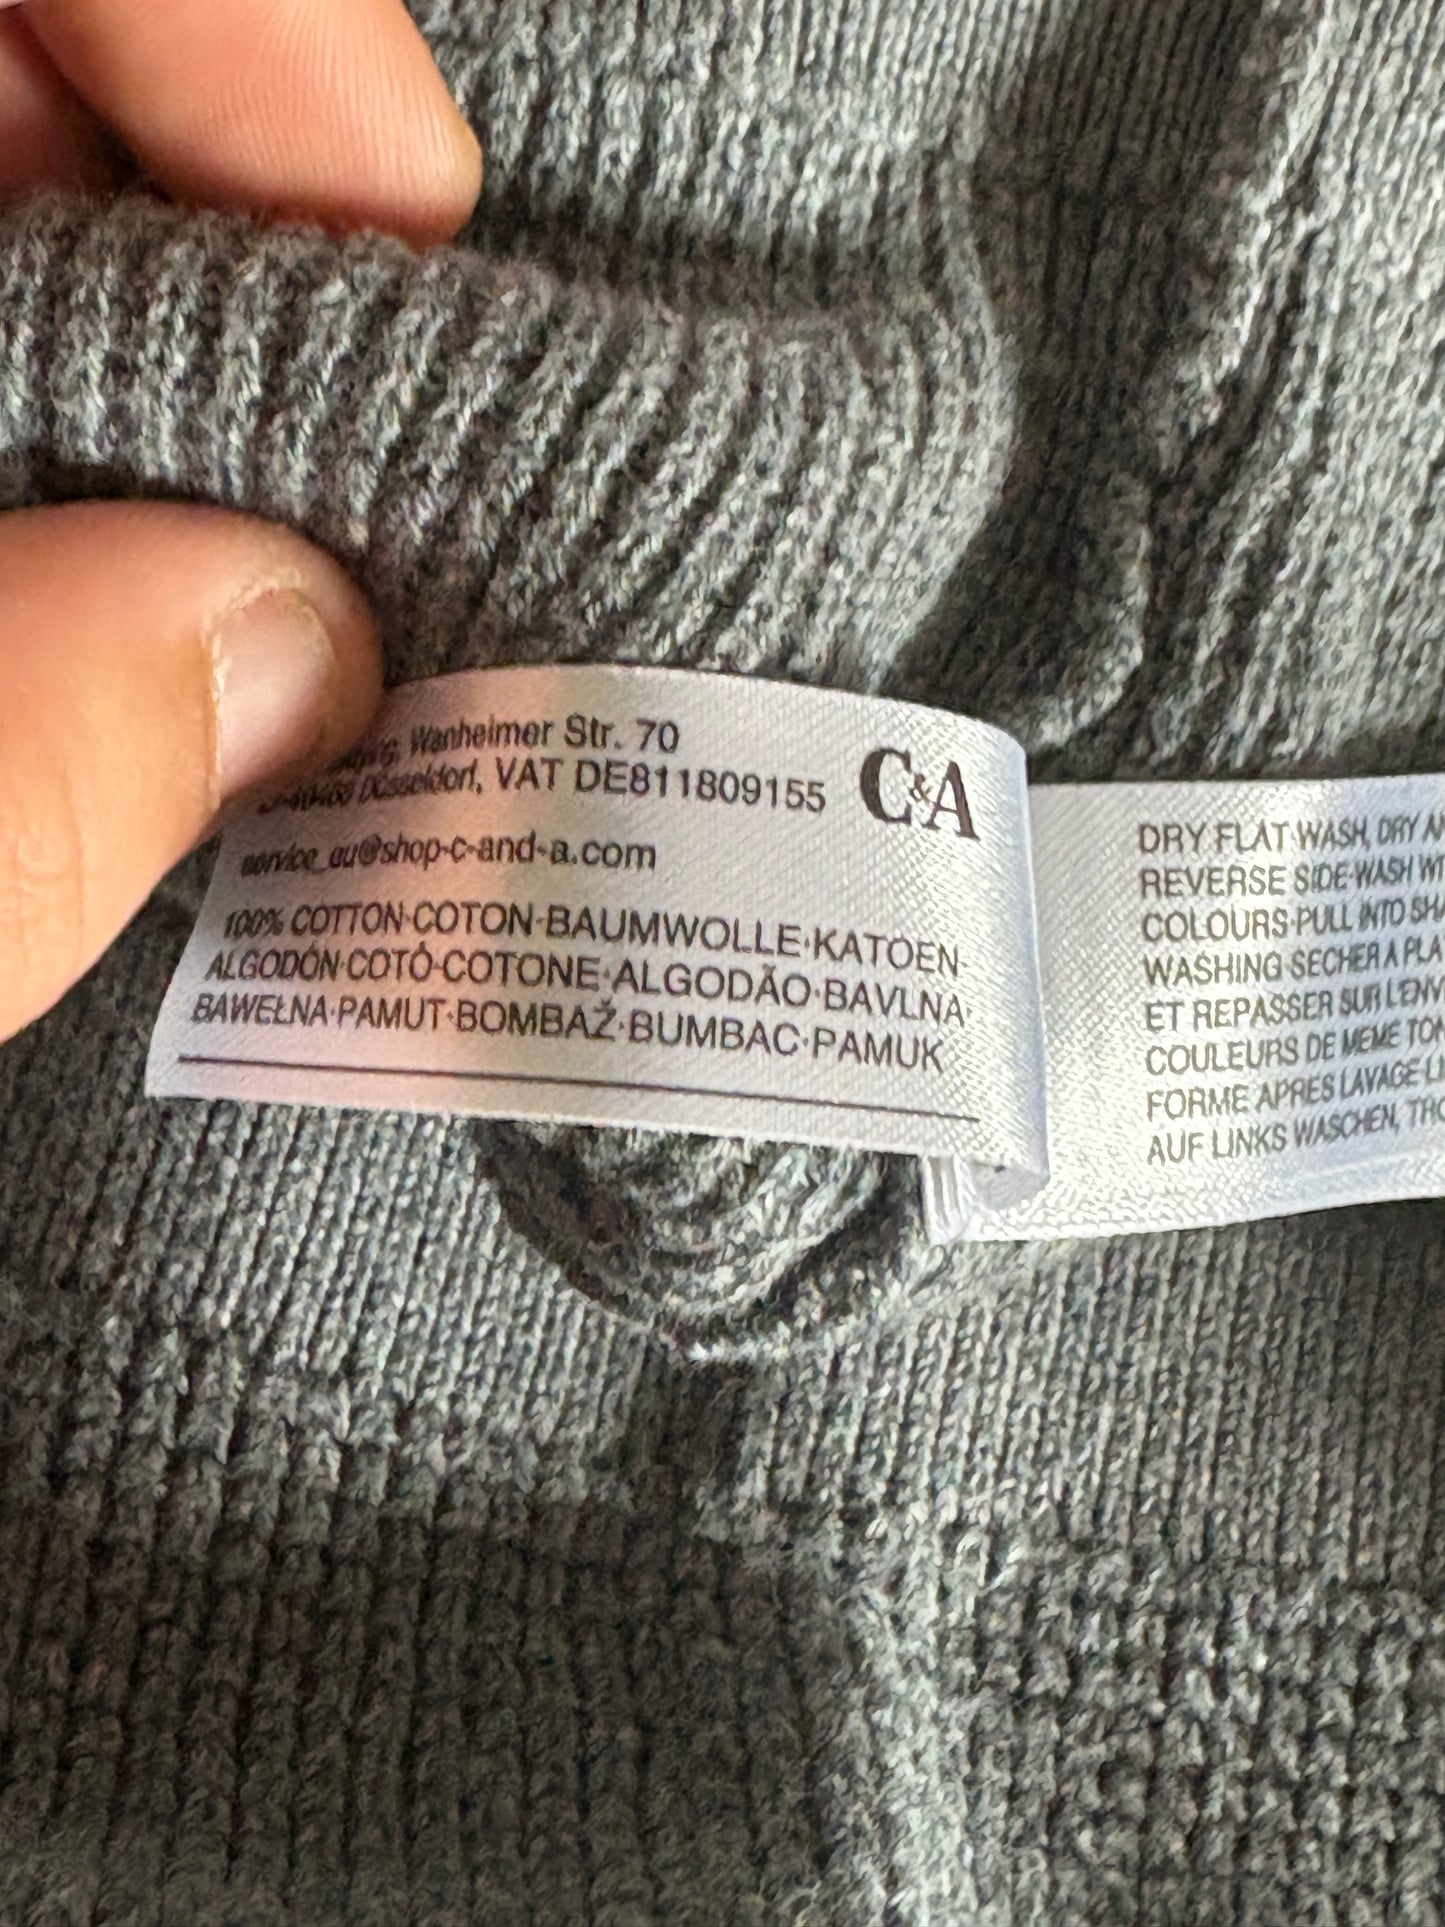 Wanheimer Str. 70
Düsseldorf, VAT DE811809155
C&A
service_eu@shop-c-and-a.com
100% COTTON·COTON·BAUMWOLLE·KATOEN·
ALGODÓN·COTÓ·COTONE·ALGODÃO·BAVLNA·
BAWEŁNA·PAMUT·BOMBAŽ·BUMBAC·PAMUK
DRY FLAT WASH, DRY
REVERSE SIDE·WASH
COLOURS·PULL INTO
WASHING SECHER A
ET REPASSER SUR
COULEURS DE MEME
FORME APRES LAVAGE
AUF LINKS WASCHEN,